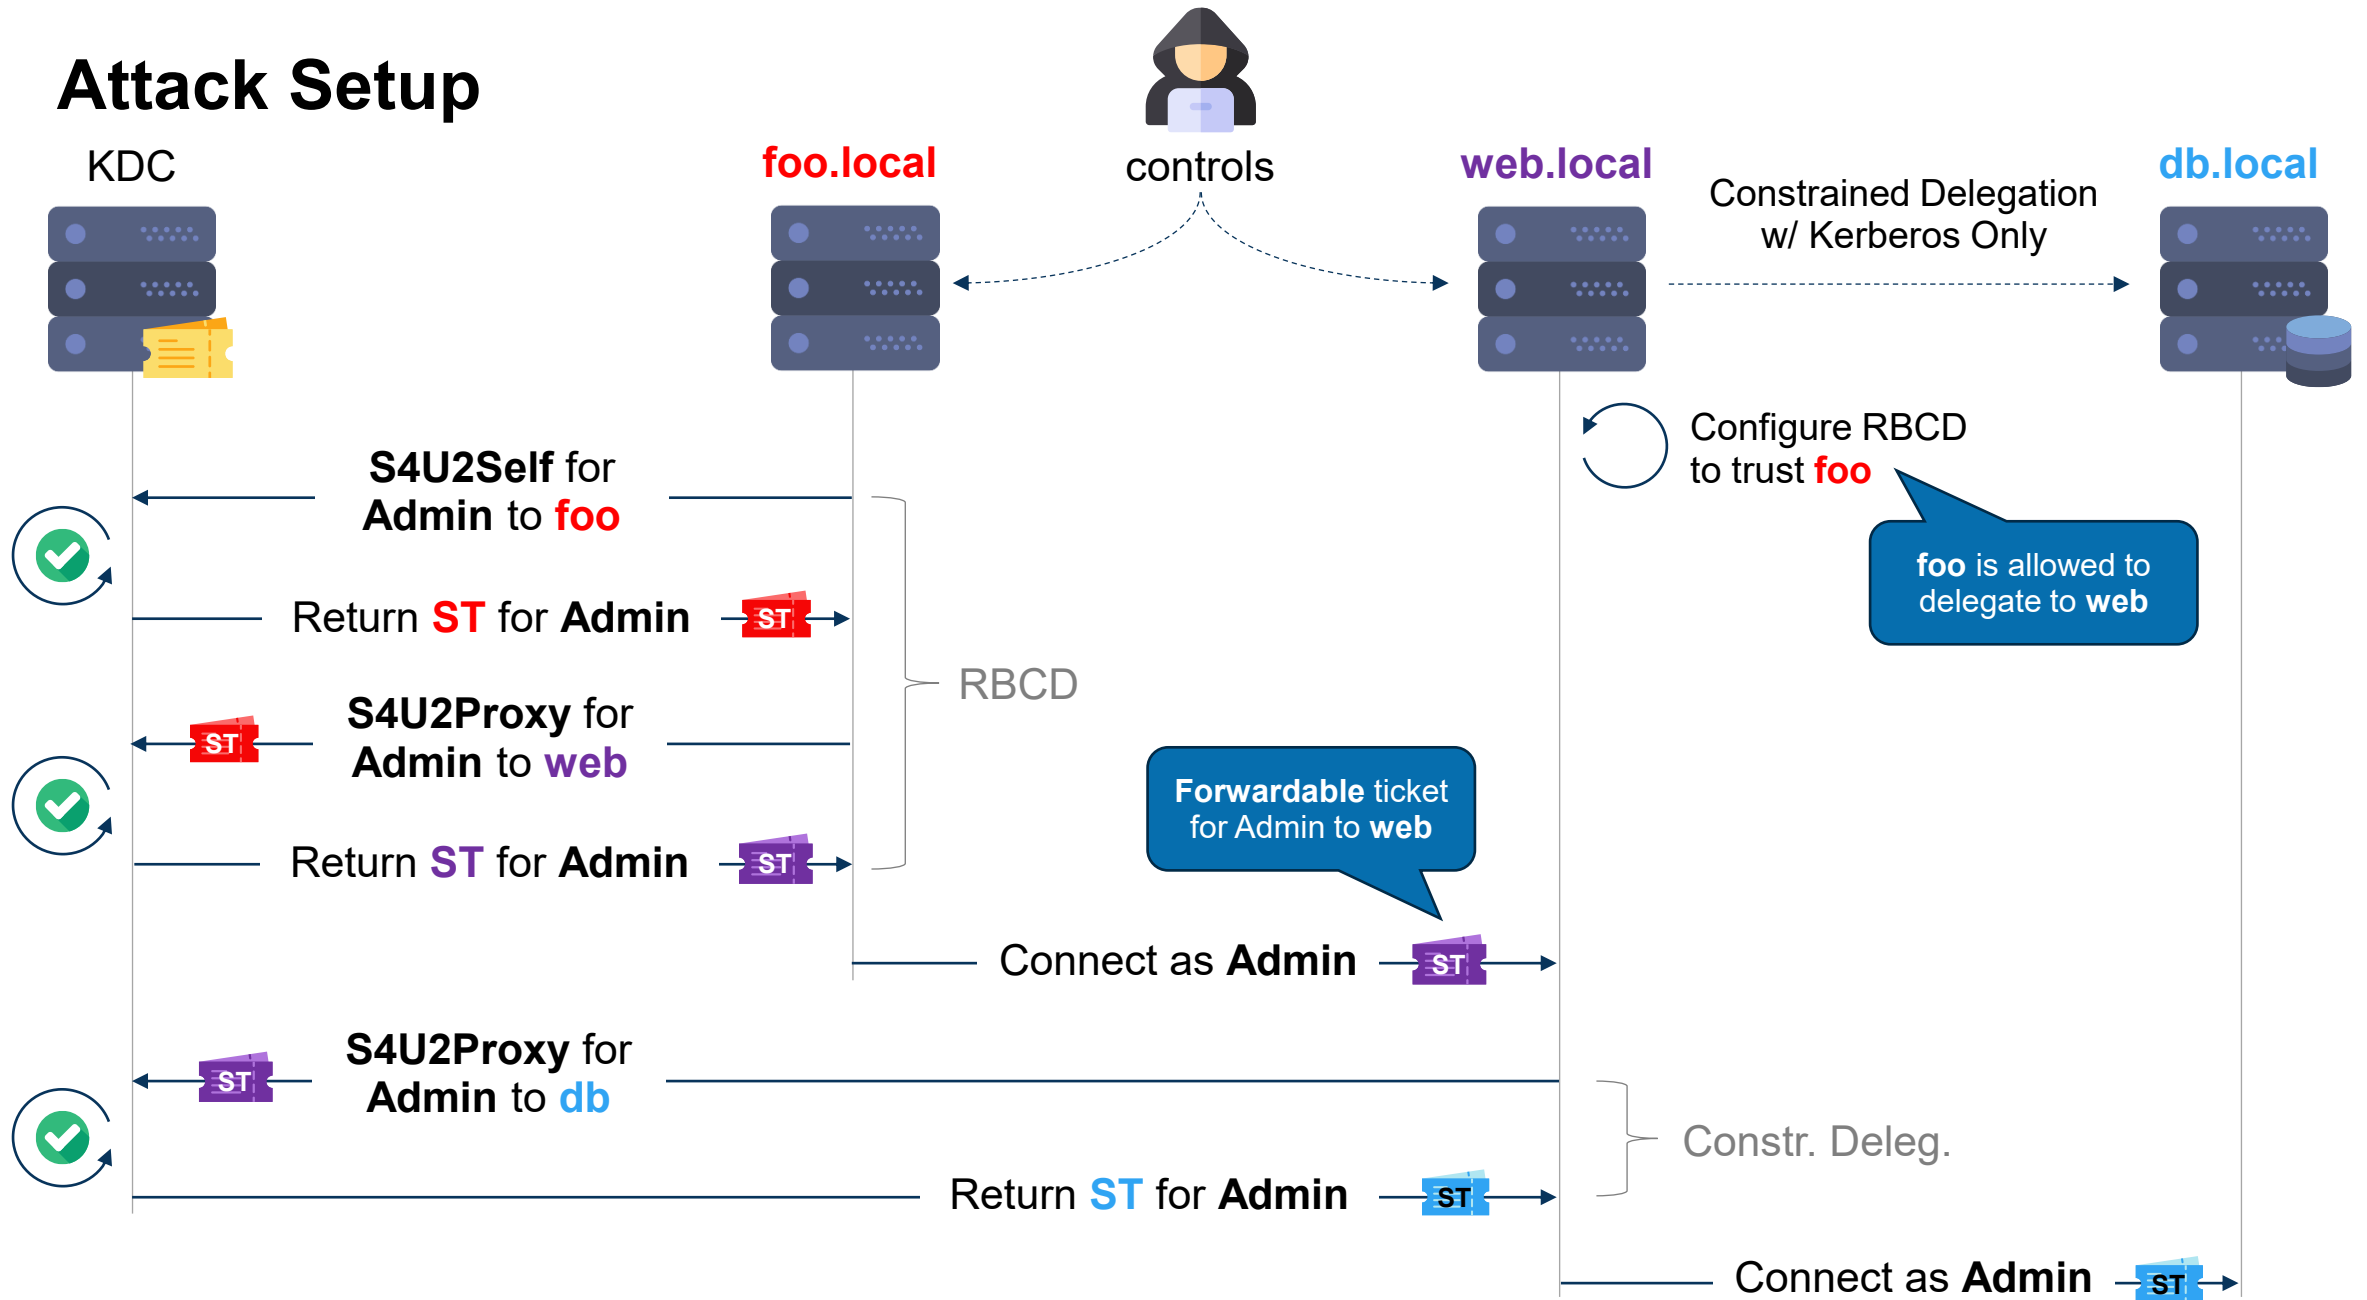 Attack Setup
KDC
foo.local
controls
web.local
Constrained Delegation
w/ Kerberos Only
db.local
Configure RBCD
to trust foo
foo is allowed to
delegate to web
S4U2Self for
Admin to foo
Return ST for Admin
ST
RBCD
S4U2Proxy for
Admin to web
ST
Return ST for Admin
ST
Forwardable ticket
for Admin to web
Connect as Admin
ST
S4U2Proxy for
Admin to db
ST
Constr. Deleg.
Return ST for Admin
ST
Connect as Admin
ST